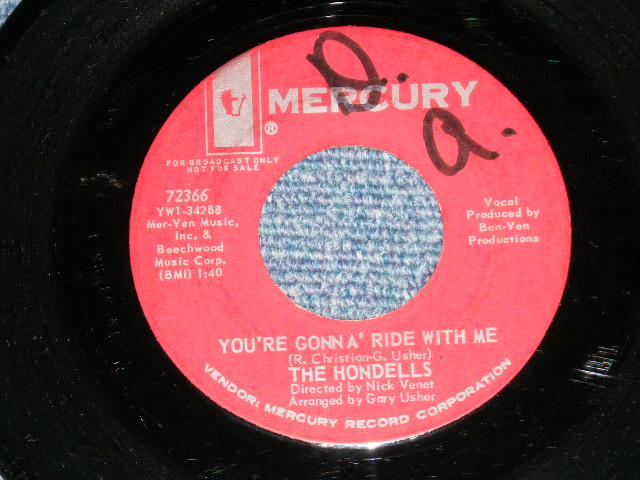 MERCURY
®
D.
a.
FOR BROADCAST ONLY
NOT FOR SALE
72366
YW1-34288
Mer-Ven Music,
Inc. &
Beechwood
Music Corp.
(BMI) 1:40
Vocal
Produced by
Ben-Ven
Productions
YOU'RE GONNA' RIDE WITH ME
(R. Christian-G. Usher)
THE HONDELLS
Directed by Nick Venet
Arranged by Gary Usher
VENDOR: MERCURY RECORD CORPORATION